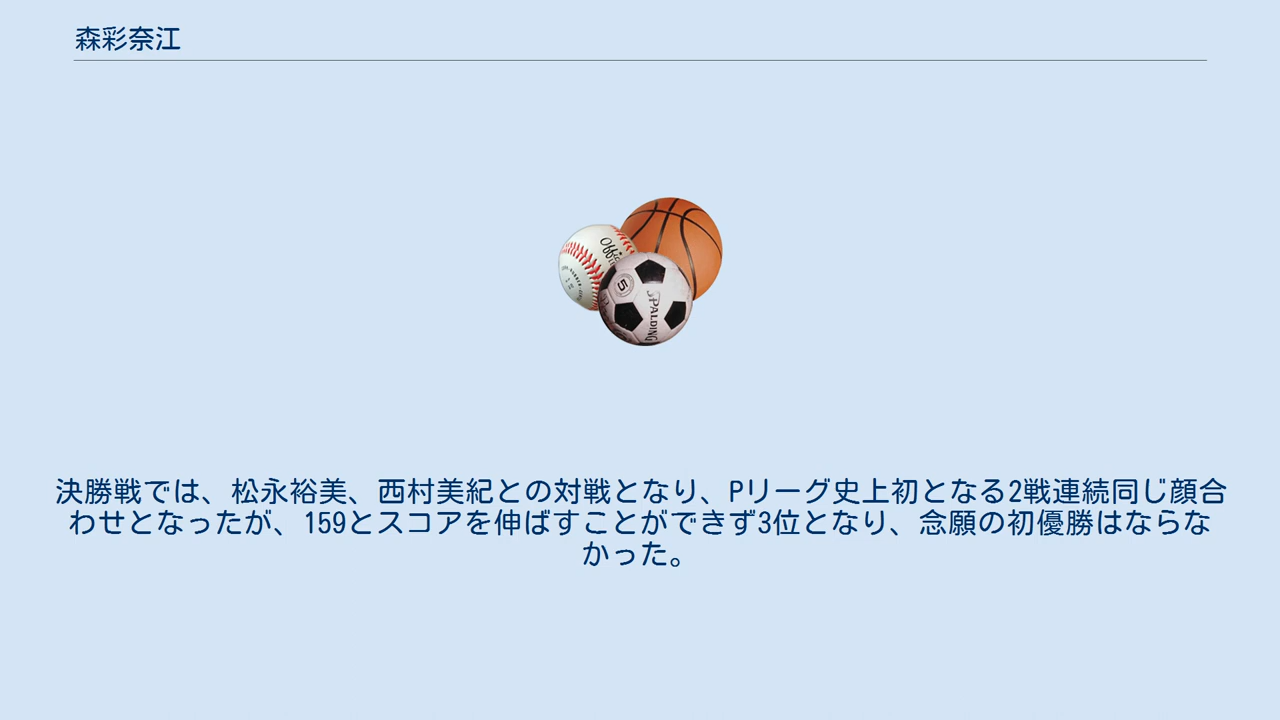 森彩奈江
Offi
5
SPALDING
決勝戦では、松永裕美、西村美紀との対戦となり、Pリーグ史上初となる2戦連続同じ顔合
わせとなったが、159とスコアを伸ばすことができず3位となり、念願の初優勝はならな
かった。